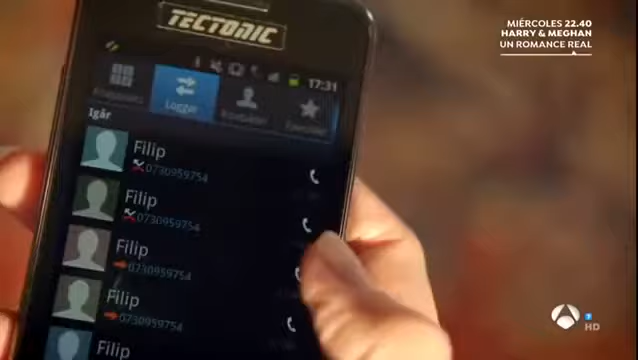 MIÉRCOLES 22.40
HARRY & MEGHAN
UN ROMANCE REAL
TECTONIC
17:31
Loggar
Igår
Filip
0730959754
Filip
0730959754
Filip
0730959754
Filip
0730959754
Filip
HD